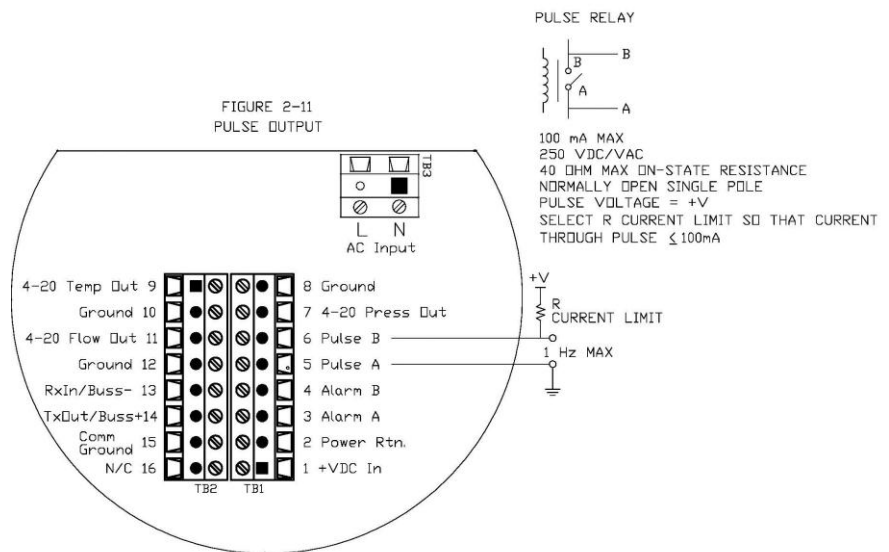 PULSE RELAY
B
B
A
A
100 mA MAX
250 VDC/VAC
40 OHM MAX ON-STATE RESISTANCE
NORMALLY OPEN SINGLE POLE
PULSE VOLTAGE = +V
SELECT R CURRENT LIMIT SO THAT CURRENT
THROUGH PULSE ≤ 100mA
FIGURE 2-11
PULSE OUTPUT
TB3
L N
AC Input
4-20 Temp Out 9
Ground 10
4-20 Flow Out 11
Ground 12
RxIn/Buss- 13
TxOut/Buss+14
Comm
Ground 15
N/C 16
8 Ground
7 4-20 Press Out
6 Pulse B
5 Pulse A
4 Alarm B
3 Alarm A
2 Power Rtn.
1 +VDC In
TB2 TB1
+V
R
CURRENT LIMIT
1 Hz MAX